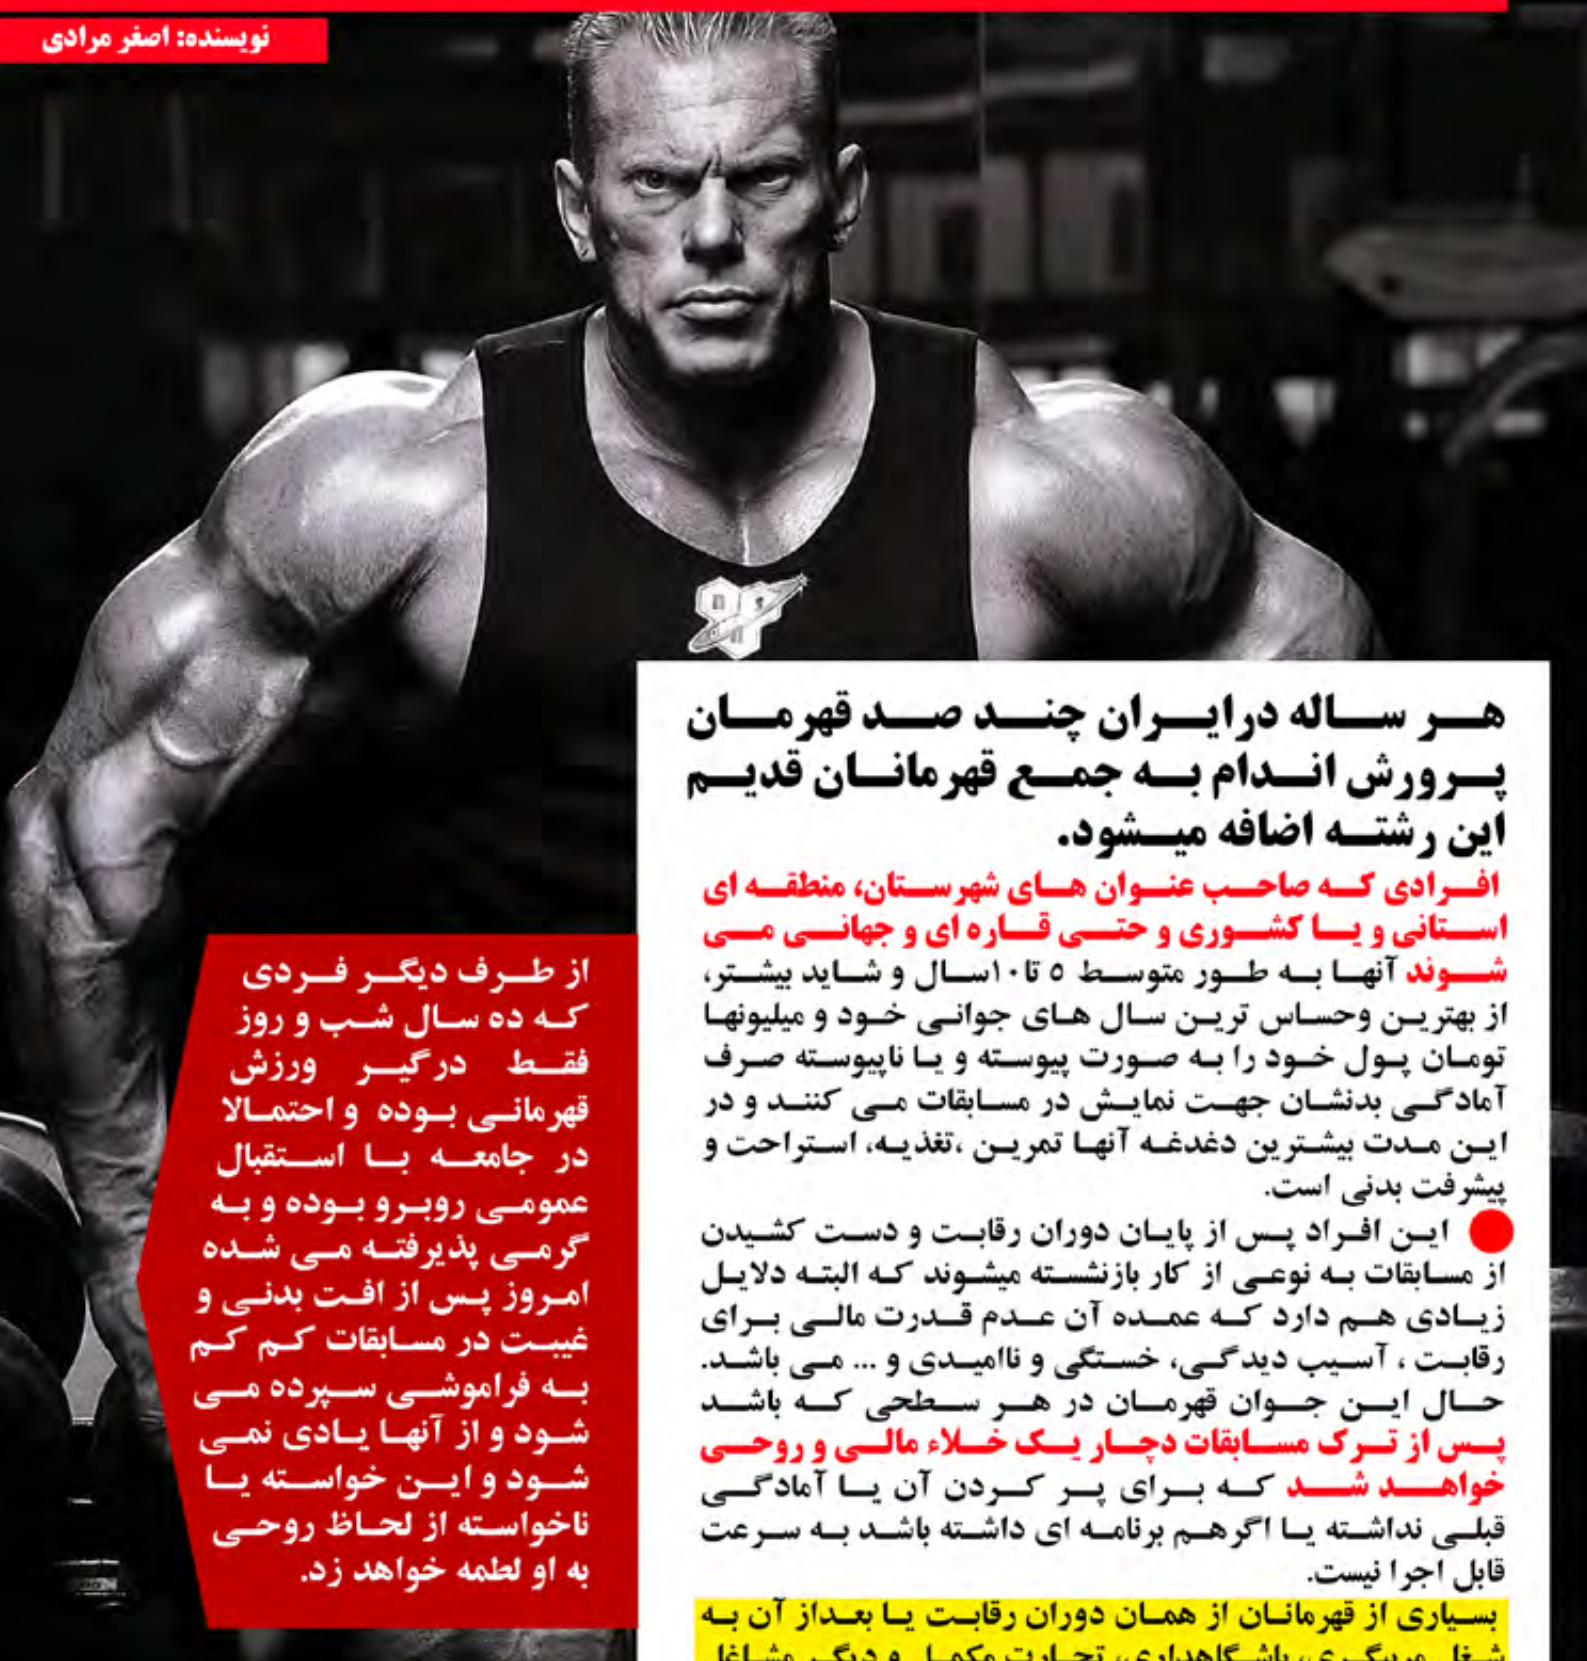 نویسنده: اصغر مرادی
هر ساله درایران چند صد قهرمان
پرورش اندام به جمع قهرمانان قدیم
این رشته اضافه میشود.
افرادی که صاحب عنوان های شهرستان، منطقه ای
استانی و یا کشوری و حتی قاره ای و جهانی می
شوند آنها به طور متوسط ۵ تا۱۰سال و شاید بیشتر،
از بهترین وحساس ترین سال های جوانی خود و میلیونها
تومان پول خود را به صورت پیوسته و یا ناپیوسته صرف
آمادگی بدنشان جهت نمایش در مسابقات می کنند و در
این مدت بیشترین دغدغه آنها تمرین ،تغذیه، استراحت و
پیشرفت بدنی است.
این افراد پس از پایان دوران رقابت و دست کشیدن
از مسابقات به نوعی از کار بازنشسته میشوند که البته دلایل
زیادی هم دارد که عمده آن عدم قدرت مالی برای
رقابت ، آسیب دیدگی، خستگی و ناامیدی و ... می باشد.
حال این جوان قهرمان در هر سطحی که باشد
پس از ترک مسابقات دچار یک خلاء مالی و روحی
خواهد شد که برای پر کردن آن یا آمادگی
قبلی نداشته یا اگرهم برنامه ای داشته باشد به سرعت
قابل اجرا نیست.
بسیاری از قهرمانان از همان دوران رقابت یا بعداز آن به
شغل مربیگری، باشگاهداری، تجارت مکمل و دیگر مشاغل
از طرف دیگر فردی
که ده سال شب و روز
فقط درگیر ورزش
قهرمانی بوده و احتمالا
در جامعه با استقبال
عمومی روبرو بوده و به
گرمی پذیرفته می شده
امروز پس از افت بدنی و
غیبت در مسابقات کم کم
به فراموشی سپرده می
شود و از آنها یادی نمی
شود و این خواسته یا
ناخواسته از لحاظ روحی
به او لطمه خواهد زد.